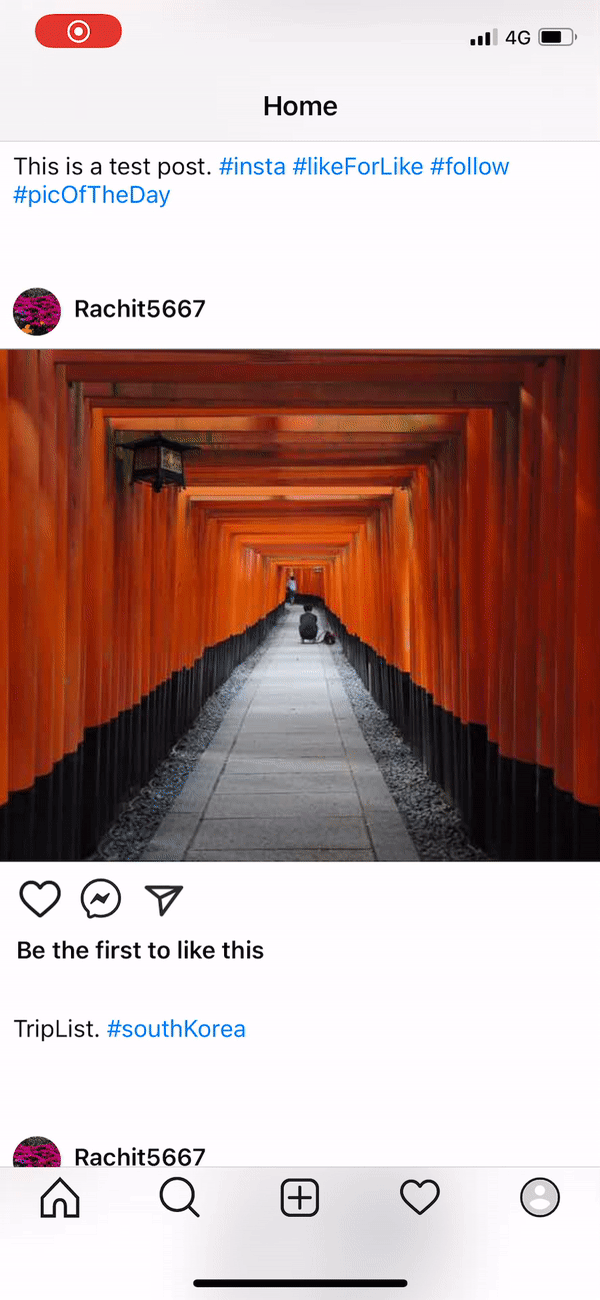 4G
Home
This is a test post. #insta #likeForLike #follow
#picOfTheDay
Rachit5667
Be the first to like this
TripList. #southKorea
Rachit5667